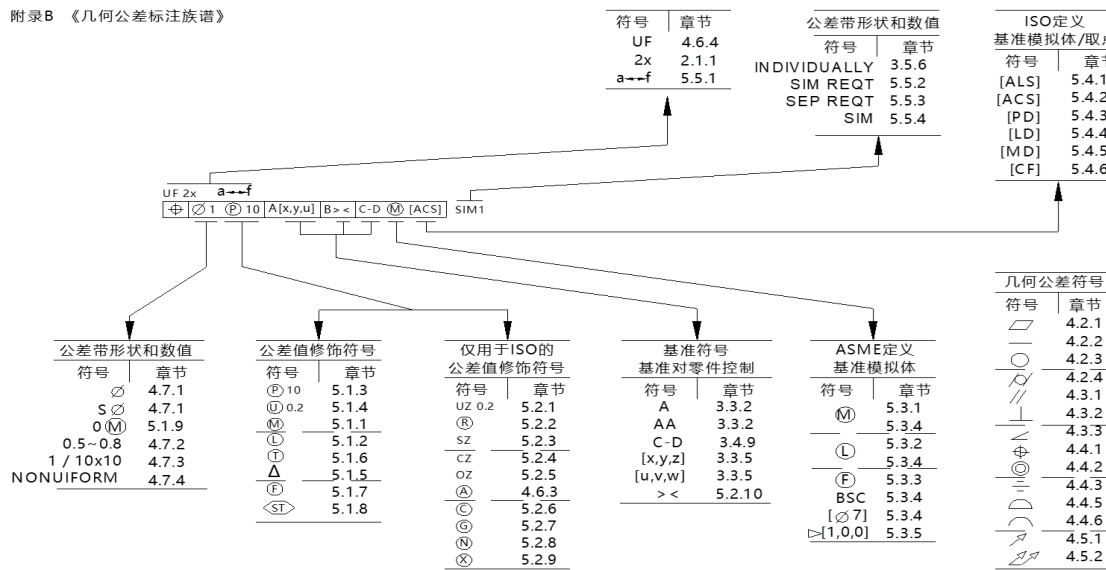 附录B 《几何公差标注族谱》
符号 章节
UF 4.6.4
2x 2.1.1
a↔f 5.5.1
公差带形状和数值
符号 章节
INDIVIDUALLY 3.5.6
SIM REQT 5.5.2
SEP REQT 5.5.3
SIM 5.5.4
ISO定义
基准模拟体/取点
符号 章节
[ALS] 5.4.1
[ACS] 5.4.2
[PD] 5.4.3
[LD] 5.4.4
[MD] 5.4.5
[CF] 5.4.6
UF 2x a↔f
⌖ ∅ 1 Ⓟ 10 A[x,y,u] B>< C-D Ⓜ [ACS] SIM1
公差带形状和数值
符号 章节
∅ 4.7.1
S∅ 4.7.1
0Ⓜ 5.1.9
0.5~0.8 4.7.2
1 / 10x10 4.7.3
NONUIFORM 4.7.4
公差值修饰符号
符号 章节
Ⓟ 10 5.1.3
Ⓤ 0.2 5.1.4
Ⓜ 5.1.1
Ⓛ 5.1.2
Ⓣ 5.1.6
Δ 5.1.5
Ⓕ 5.1.7
ST 5.1.8
仅用于ISO的
公差值修饰符号
符号 章节
UZ 0.2 5.2.1
Ⓡ 5.2.2
SZ 5.2.3
CZ 5.2.4
OZ 5.2.5
Ⓐ 4.6.3
Ⓒ 5.2.6
Ⓖ 5.2.7
Ⓝ 5.2.8
Ⓧ 5.2.9
基准符号
基准对零件控制
符号 章节
A 3.3.2
AA 3.3.2
C-D 3.4.9
[x,y,z] 3.3.5
[u,v,w] 3.3.5
>< 5.2.10
ASME定义
基准模拟体
符号 章节
Ⓜ 5.3.1
5.3.4
Ⓛ 5.3.2
5.3.4
Ⓕ 5.3.3
BSC 5.3.4
[∅7] 5.3.4
▷[1,0,0] 5.3.5
几何公差符号
符号 章节
⏥ 4.2.1
— 4.2.2
○ 4.2.3
⌭ 4.2.4
// 4.3.1
⊥ 4.3.2
∠ 4.3.3
⌖ 4.4.1
◎ 4.4.2
⌯ 4.4.3
⌓ 4.4.5
⌒ 4.4.6
↗ 4.5.1
⌰ 4.5.2